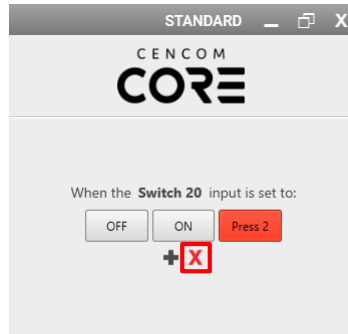 STANDARD X
CENCOM
CORE
When the Switch 20 input is set to:
OFF ON Press 2
+ X